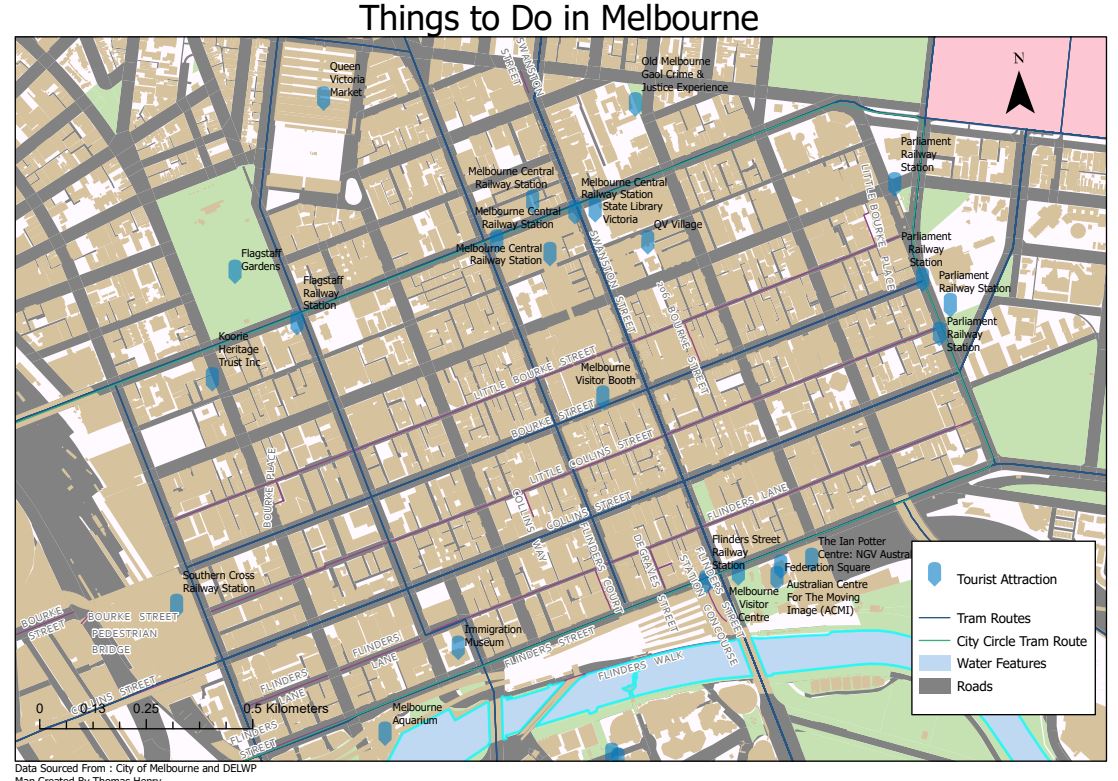 Things to Do in Melbourne
SWANSTON
STREET
Queen
Victoria
Market
Old Melbourne
Gaol Crime &
Justice Experience
N
Parliament
Railway
Station
Melbourne Central
Railway Station
Melbourne Central
Railway Station
State Library
Victoria
Melbourne Central
Railway Station
QV Village
Melbourne Central
Railway Station
LITTLE BOURKE PLACE
Parliament
Railway
Station
Parliament
Railway Station
Parliament
Railway
Station
Flagstaff
Gardens
Flagstaff
Railway
Station
SWANSTON STREET
206 BOURKE STREET
Koorie
Heritage
Trust Inc
LITTLE BOURKE STREET
Melbourne
Visitor Booth
BOURKE STREET
LITTLE COLLINS STREET
BOURKE PLACE
COLLINS WAY
COLLINS STREET
FLINDERS LANE
FLINDERS COURT
DEGRAVES STREET
STATION CONCOURSE
FLINDERS STREET
Flinders Street
Railway
Station
The Ian Potter
Centre: NGV Austral
Federation Square
Australian Centre
For The Moving
Image (ACMI)
Melbourne
Visitor
Centre
Southern Cross
Railway Station
BOURKE
STREET
BOURKE STREET
PEDESTRIAN
BRIDGE
Immigration
Museum
FLINDERS
LANE
FLINDERS STREET
FLINDERS WALK
FLINDERS
LANE
COLLINS STREET
FLINDERS
STREET
Melbourne
Aquarium
0 0.13 0.25 0.5 Kilometers
Tourist Attraction
Tram Routes
City Circle Tram Route
Water Features
Roads
Data Sourced From : City of Melbourne and DELWP
Map Created By Thomas Henry